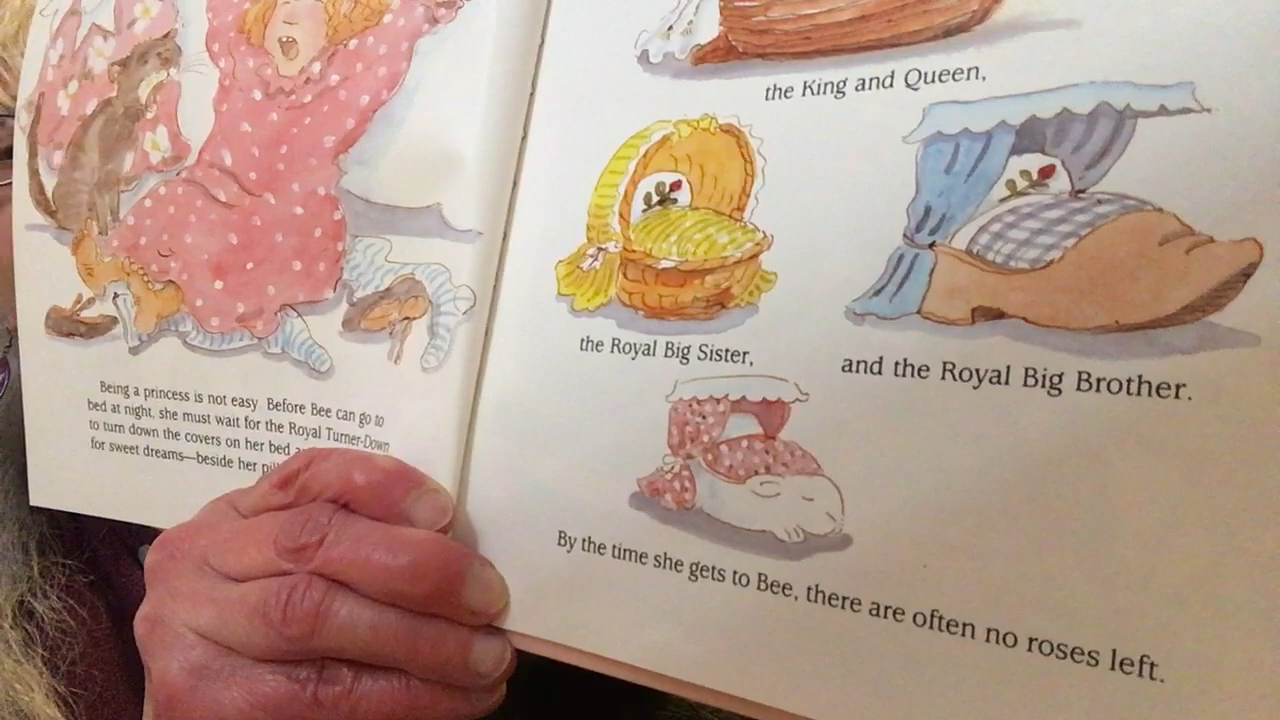 Being a princess is not easy. Before Bee can go to
bed at night, she must wait for the Royal Turner-Down
to turn down the covers on her bed
for sweet dreams—beside her
the King and Queen,
the Royal Big Sister,
and the Royal Big Brother.
By the time she gets to Bee, there are often no roses left.